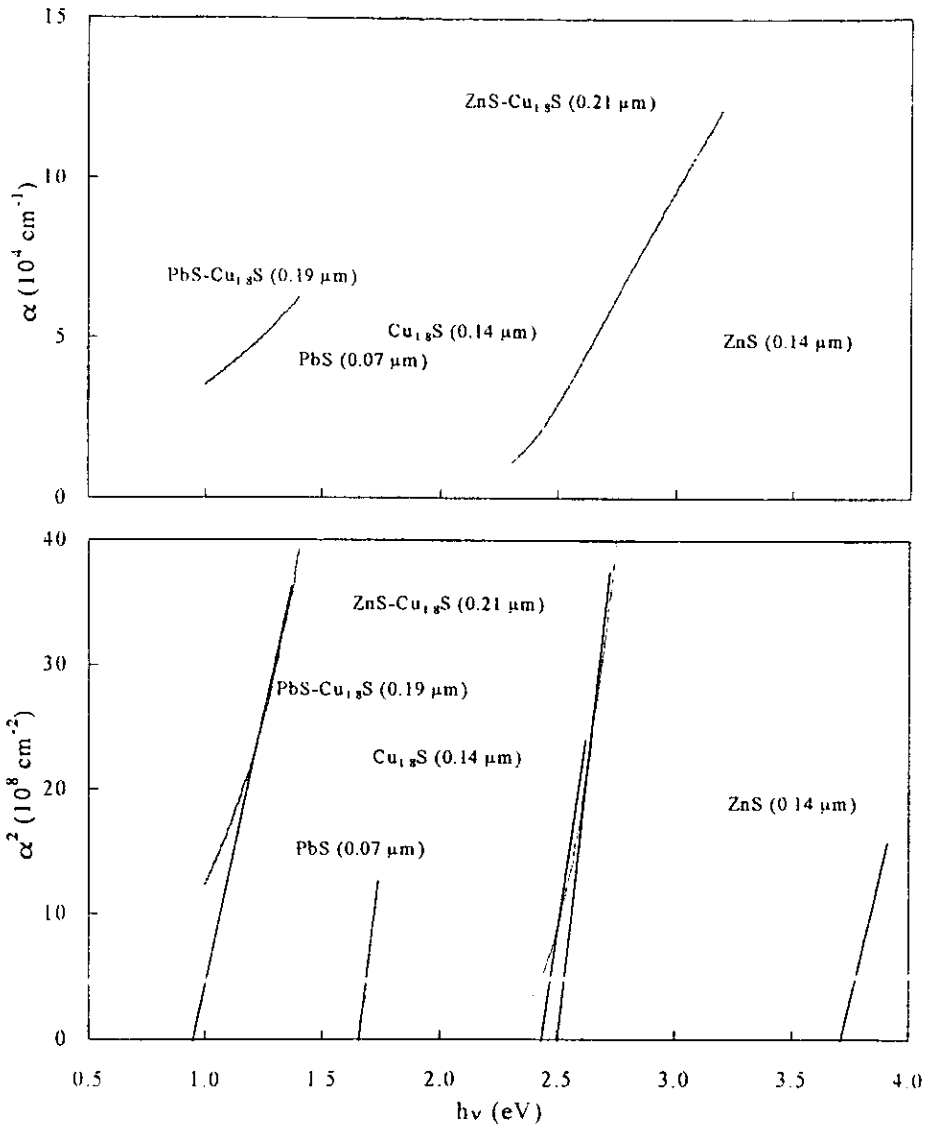 15
ZnS-Cu₁.₈S (0.21 µm)
10
α (10⁴ cm⁻¹)
PbS-Cu₁.₈S (0.19 µm)
5
Cu₁.₈S (0.14 µm)
PbS (0.07 µm)
ZnS (0.14 µm)
0
40
ZnS-Cu₁.₈S (0.21 µm)
30
PbS-Cu₁.₈S (0.19 µm)
α² (10⁸ cm⁻²)
Cu₁.₈S (0.14 µm)
20
ZnS (0.14 µm)
PbS (0.07 µm)
10
0
0.5 1.0 1.5 2.0 2.5 3.0 3.5 4.0
hν (eV)